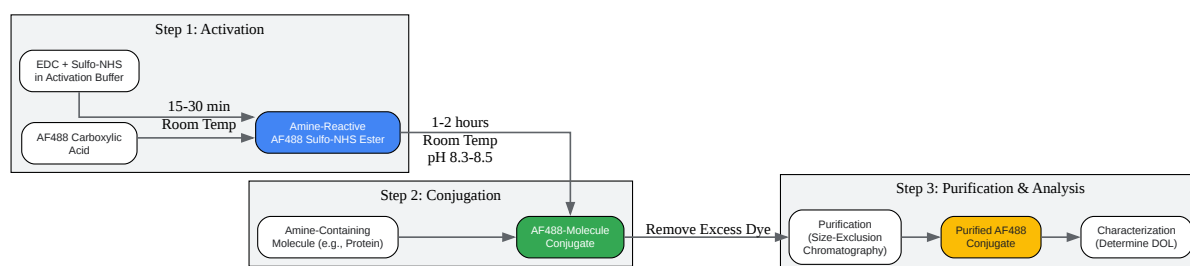 Step 1: Activation
EDC + Sulfo-NHS
in Activation Buffer
AF488 Carboxylic
Acid
15-30 min
Room Temp
Amine-Reactive
AF488 Sulfo-NHS Ester
1-2 hours
Room Temp
pH 8.3-8.5
Step 2: Conjugation
Amine-Containing
Molecule (e.g., Protein)
AF488-Molecule
Conjugate
Remove Excess Dye
Step 3: Purification & Analysis
Purification
(Size-Exclusion
Chromatography)
Purified AF488
Conjugate
Characterization
(Determine DOL)